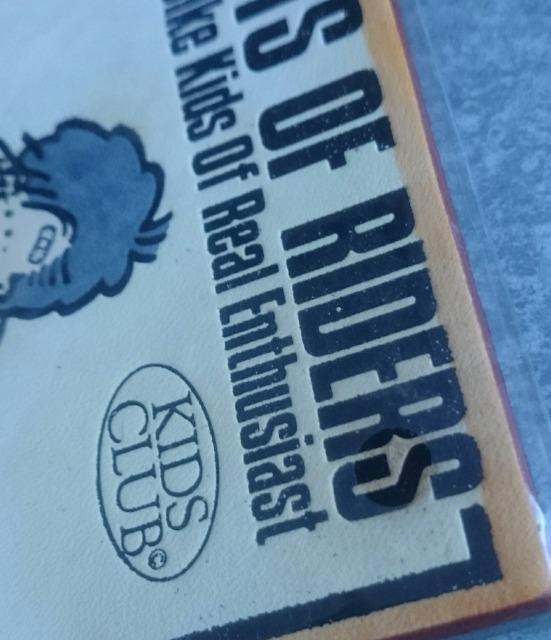 OF RIDERS
Kids Of Real Enthusiast
KIDS
CLUB©